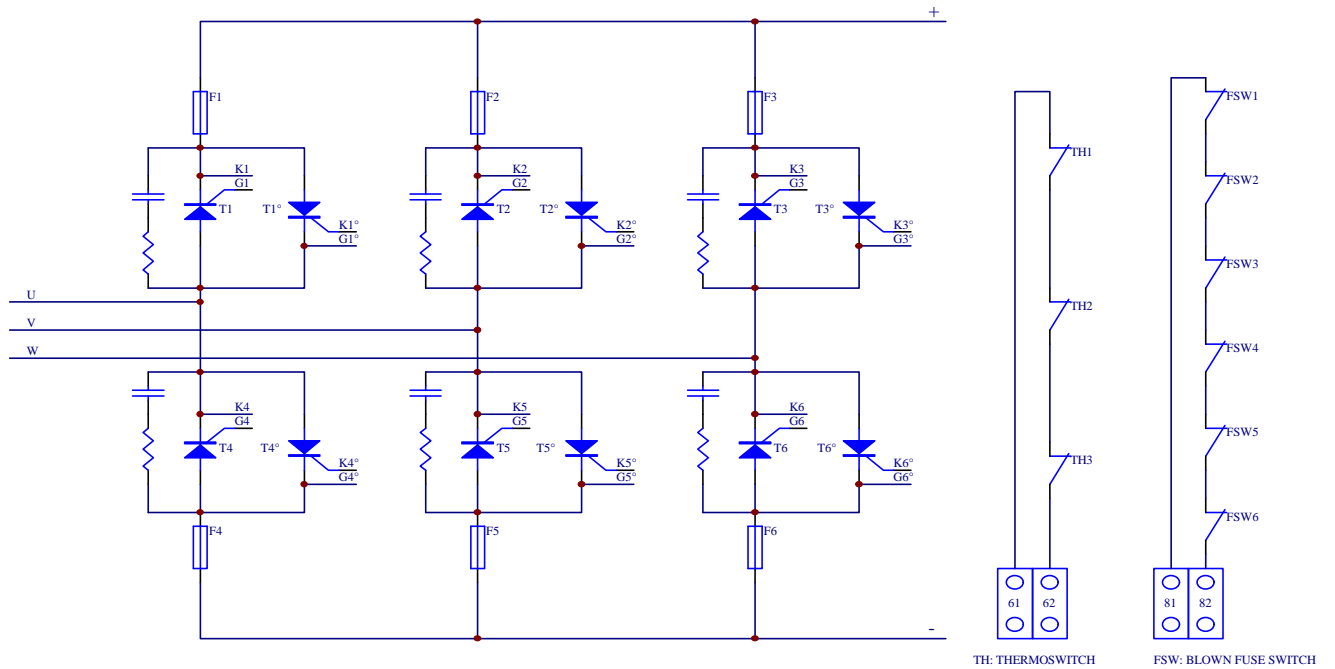 +
F1
F2
F3
FSW1
K1
G1
K2
G2
K3
G3
TH1
FSW2
T1
T1°
T2
T2°
T3
T3°
K1°
G1°
K2°
G2°
K3°
G3°
FSW3
U
TH2
V
W
FSW4
K4
G4
K5
G5
K6
G6
FSW5
T4
T4°
T5
T5°
T6
T6°
K4°
G4°
K5°
G5°
K6°
G6°
TH3
FSW6
F4
F5
F6
61
62
81
82
-
TH: THERMOSWITCH
FSW: BLOWN FUSE SWITCH